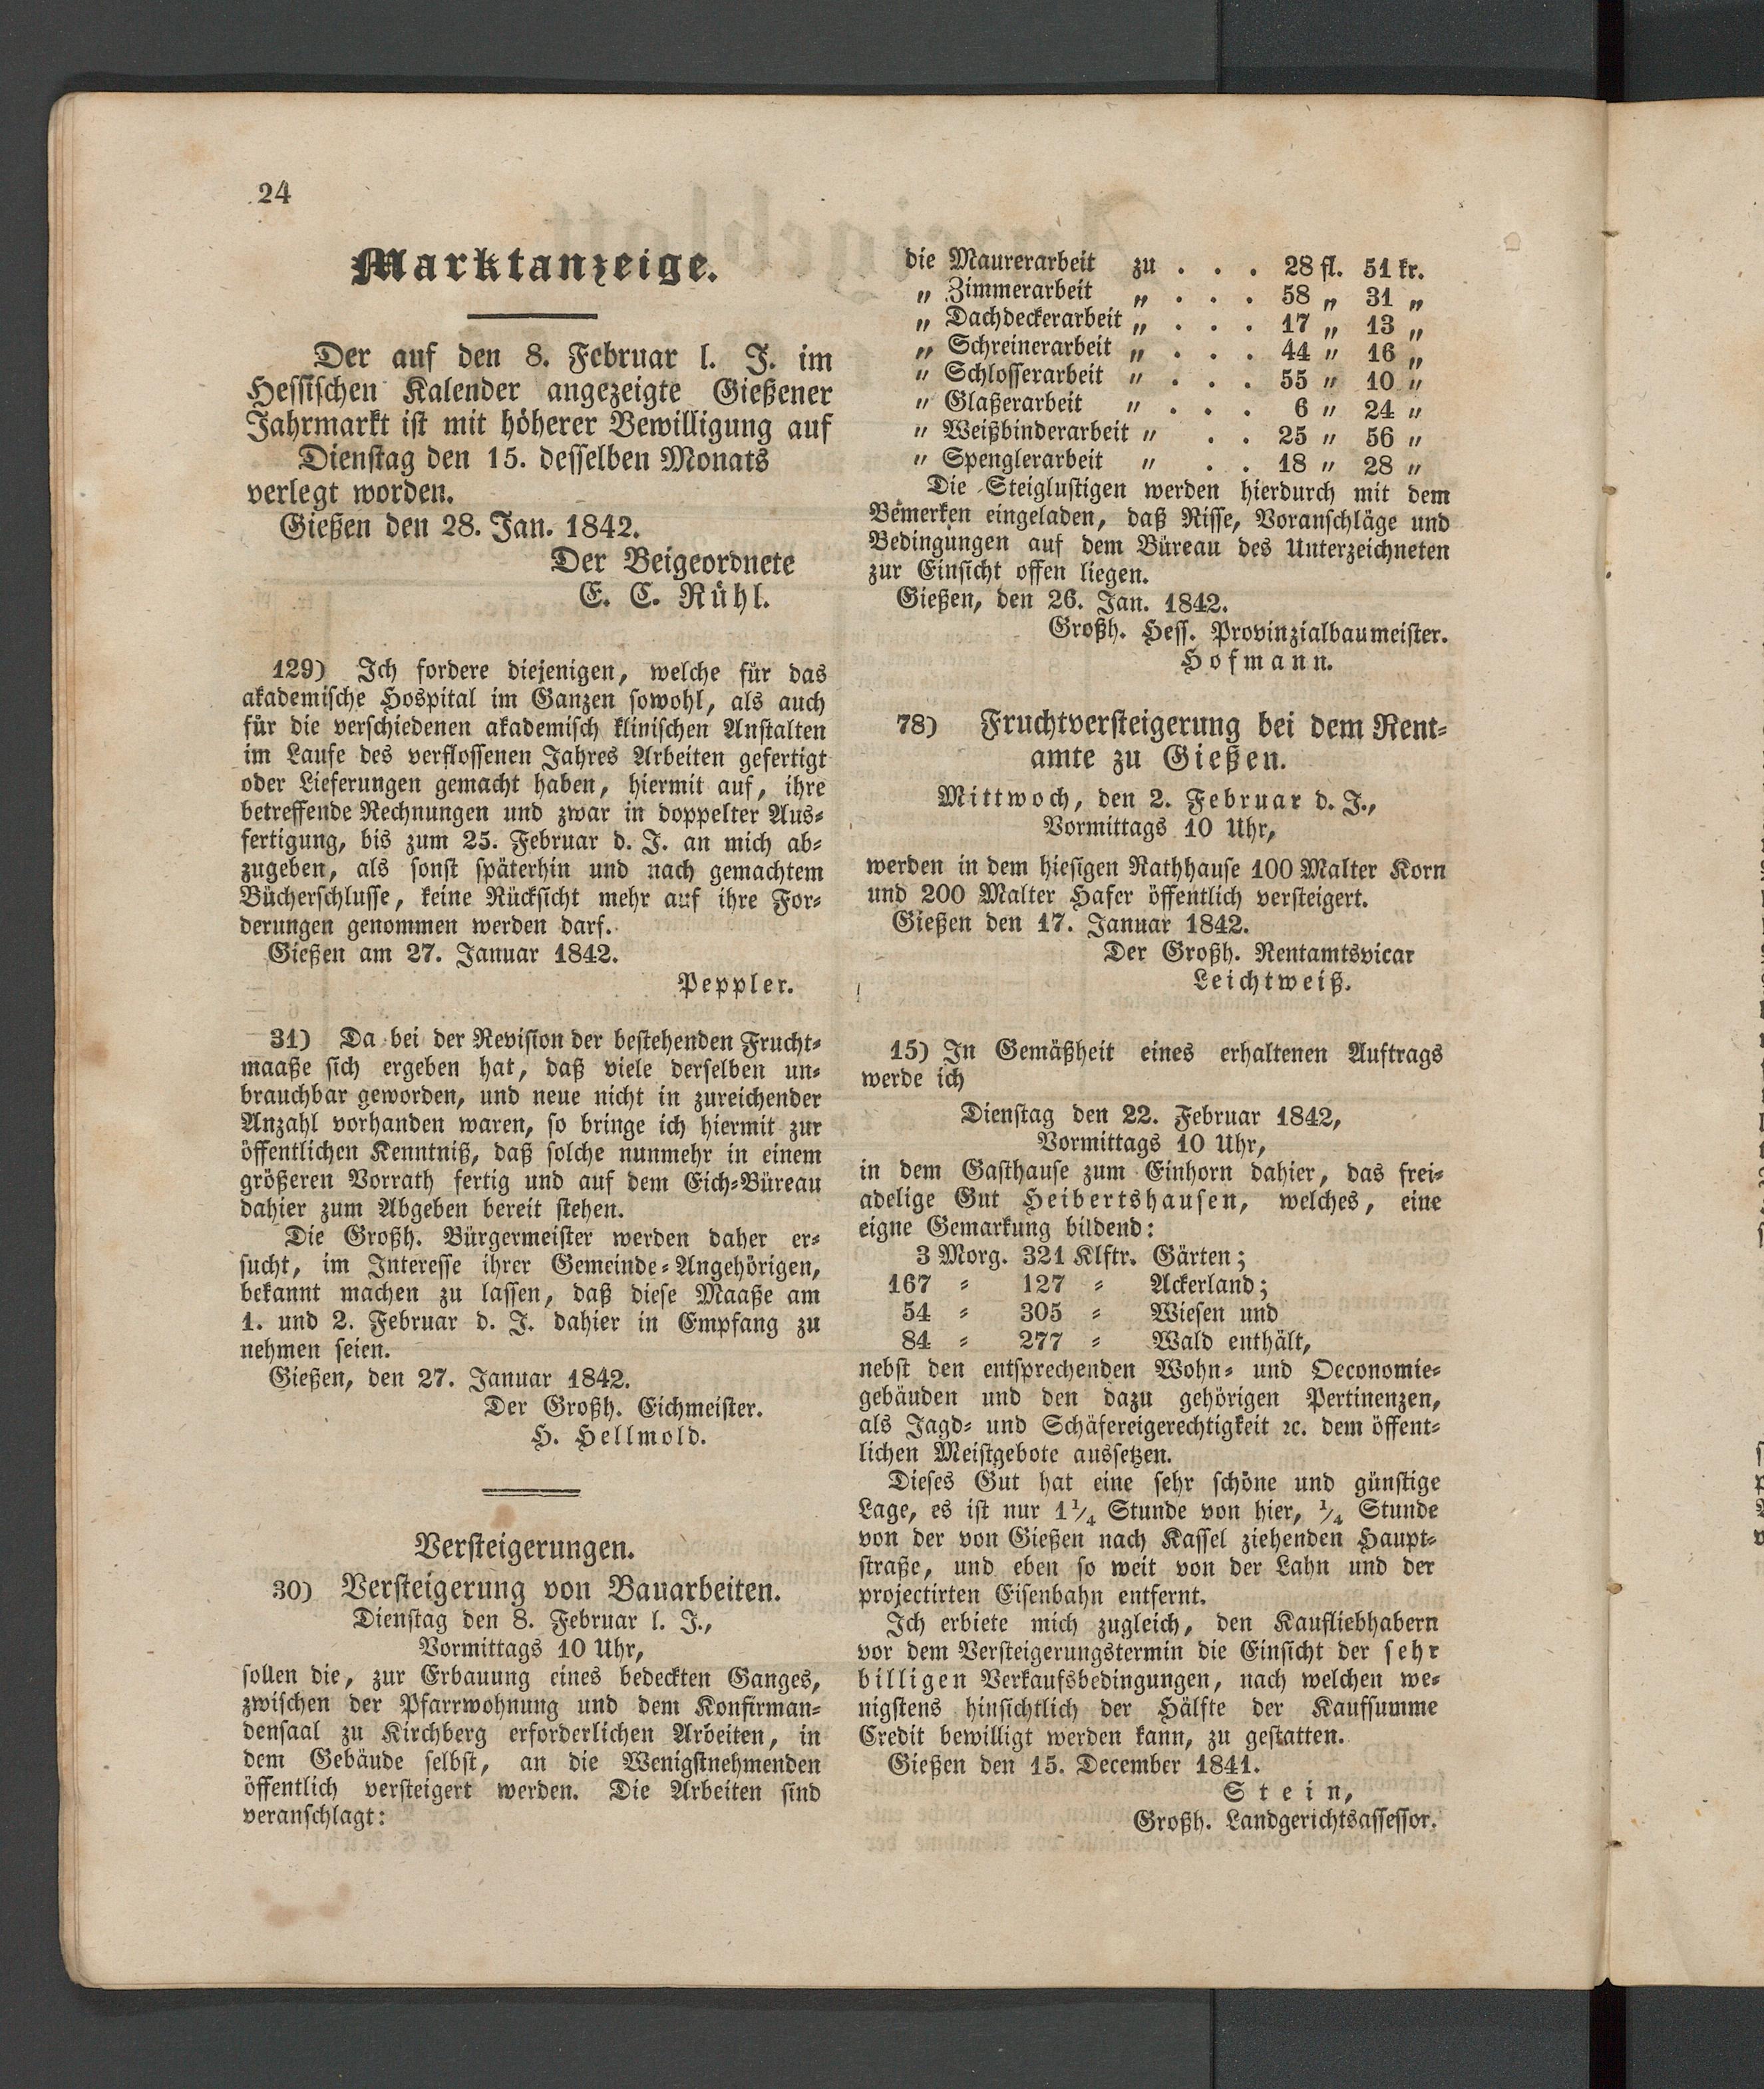 24
Marktanzeige.
Der auf den 8. Februar l. J. im
Hessischen Kalender angezeigte Gießener
Jahrmarkt ist mit höherer Bewilligung auf
Dienstag den 15. desselben Monats
verlegt worden.
Gießen den 28. Jan. 1842.
Der Beigeordnete
E. C. Rühl.
129) Ich fordere diejenigen, welche für das
akademische Hospital im Ganzen sowohl, als auch
für die verschiedenen akademisch klinischen Anstalten
im Laufe des verflossenen Jahres Arbeiten gefertigt
oder Lieferungen gemacht haben, hiermit auf, ihre
betreffende Rechnungen und zwar in doppelter Aus-
fertigung, bis zum 25. Februar d. J. an mich ab-
zugeben, als sonst späterhin und nach gemachtem
Bücherschlusse, keine Rücksicht mehr auf ihre For-
derungen genommen werden darf.
Gießen am 27. Januar 1842.
Peppler.
31) Da bei der Revision der bestehenden Frucht-
maaße sich ergeben hat, daß viele derselben un-
brauchbar geworden, und neue nicht in zureichender
Anzahl vorhanden waren, so bringe ich hiermit zur
öffentlichen Kenntniß, daß solche nunmehr in einem
größeren Vorrath fertig und auf dem Eich-Büreau
dahier zum Abgeben bereit stehen.
Die Großh. Bürgermeister werden daher er-
sucht, im Interesse ihrer Gemeinde-Angehörigen,
bekannt machen zu lassen, daß diese Maaße am
1. und 2. Februar d. J. dahier in Empfang zu
nehmen seien.
Gießen, den 27. Januar 1842.
Der Großh. Eichmeister.
H. Hellmold.
Versteigerungen.
30) Versteigerung von Bauarbeiten.
Dienstag den 8. Februar l. J.,
Vormittags 10 Uhr,
sollen die, zur Erbauung eines bedeckten Ganges,
zwischen der Pfarrwohnung und dem Konfirman-
densaal zu Kirchberg erforderlichen Arbeiten, in
dem Gebäude selbst, an die Wenigstnehmenden
öffentlich versteigert werden. Die Arbeiten sind
veranschlagt:
die Maurerarbeit zu . . . 28 fl. 51 kr.
„ Zimmerarbeit „ . . . 58 „ 31 „
„ Dachdeckerarbeit „ . . . 17 „ 13 „
„ Schreinerarbeit „ . . . 44 „ 16 „
„ Schlosserarbeit „ . . . 55 „ 10 „
„ Glaßerarbeit „ . . . 6 „ 24 „
„ Weißbinderarbeit „ . . 25 „ 56 „
„ Spenglerarbeit „ . . 18 „ 28 „
Die Steiglustigen werden hierdurch mit dem
Bemerken eingeladen, daß Risse, Voranschläge und
Bedingungen auf dem Büreau des Unterzeichneten
zur Einsicht offen liegen.
Gießen, den 26. Jan. 1842.
Großh. Hess. Provinzialbaumeister.
Hofmann.
78) Fruchtversteigerung bei dem Rent-
amte zu Gießen.
Mittwoch, den 2. Februar d. J.,
Vormittags 10 Uhr,
werden in dem hiesigen Rathhause 100 Malter Korn
und 200 Malter Hafer öffentlich versteigert.
Gießen den 17. Januar 1842.
Der Großh. Rentamtsvicar
Leichtweiß.
15) In Gemäßheit eines erhaltenen Auftrags
werde ich
Dienstag den 22. Februar 1842,
Vormittags 10 Uhr,
in dem Gasthause zum Einhorn dahier, das frei-
adelige Gut Heibertshausen, welches, eine
eigne Gemarkung bildend:
3 Morg. 321 Klftr. Gärten;
167 - 127 - Ackerland;
54 - 305 - Wiesen und
84 - 277 - Wald enthält,
nebst den entsprechenden Wohn- und Oeconomie-
gebäuden und den dazu gehörigen Pertinenzen,
als Jagd- und Schäfereigerechtigkeit ꝛc. dem öffent-
lichen Meistgebote aussetzen.
Dieses Gut hat eine sehr schöne und günstige
Lage, es ist nur 1 1/4 Stunde von hier, 1/4 Stunde
von der von Gießen nach Kassel ziehenden Haupt-
straße, und eben so weit von der Lahn und der
projectirten Eisenbahn entfernt.
Ich erbiete mich zugleich, den Kaufliebhabern
vor dem Versteigerungstermin die Einsicht der sehr
billigen Verkaufsbedingungen, nach welchen we-
nigstens hinsichtlich der Hälfte der Kaufsumme
Credit bewilligt werden kann, zu gestatten.
Gießen den 15. December 1841.
Stein,
Großh. Landgerichtsassessor.